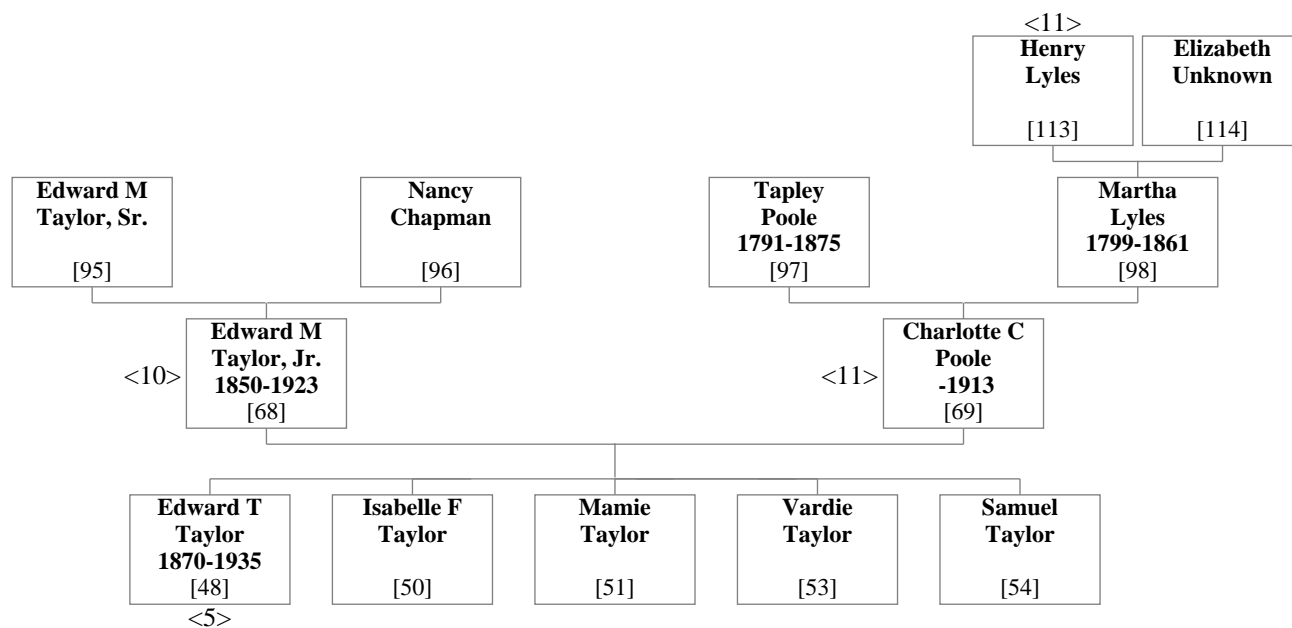 <11>
Henry
Lyles
[113]
Elizabeth
Unknown
[114]
Edward M
Taylor, Sr.
[95]
Nancy
Chapman
[96]
Tapley
Poole
1791-1875
[97]
Martha
Lyles
1799-1861
[98]
<10>
Edward M
Taylor, Jr.
1850-1923
[68]
<11>
Charlotte C
Poole
-1913
[69]
Edward T
Taylor
1870-1935
[48]
<5>
Isabelle F
Taylor
[50]
Mamie
Taylor
[51]
Vardie
Taylor
[53]
Samuel
Taylor
[54]